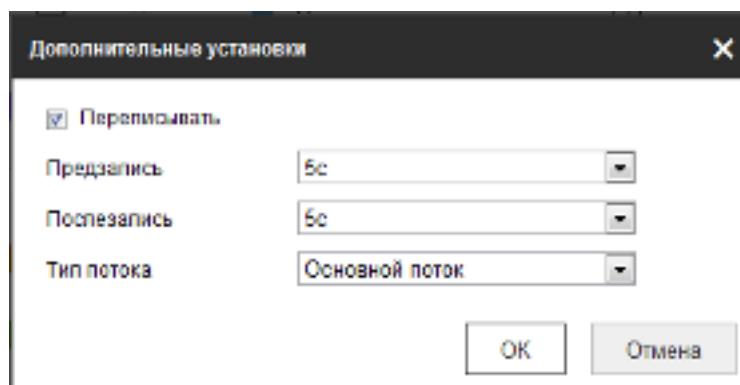 Дополнительные установки
Переписывать
Предзапись 5с
Послезапись 5с
Тип потока Основной поток
OK Отмена